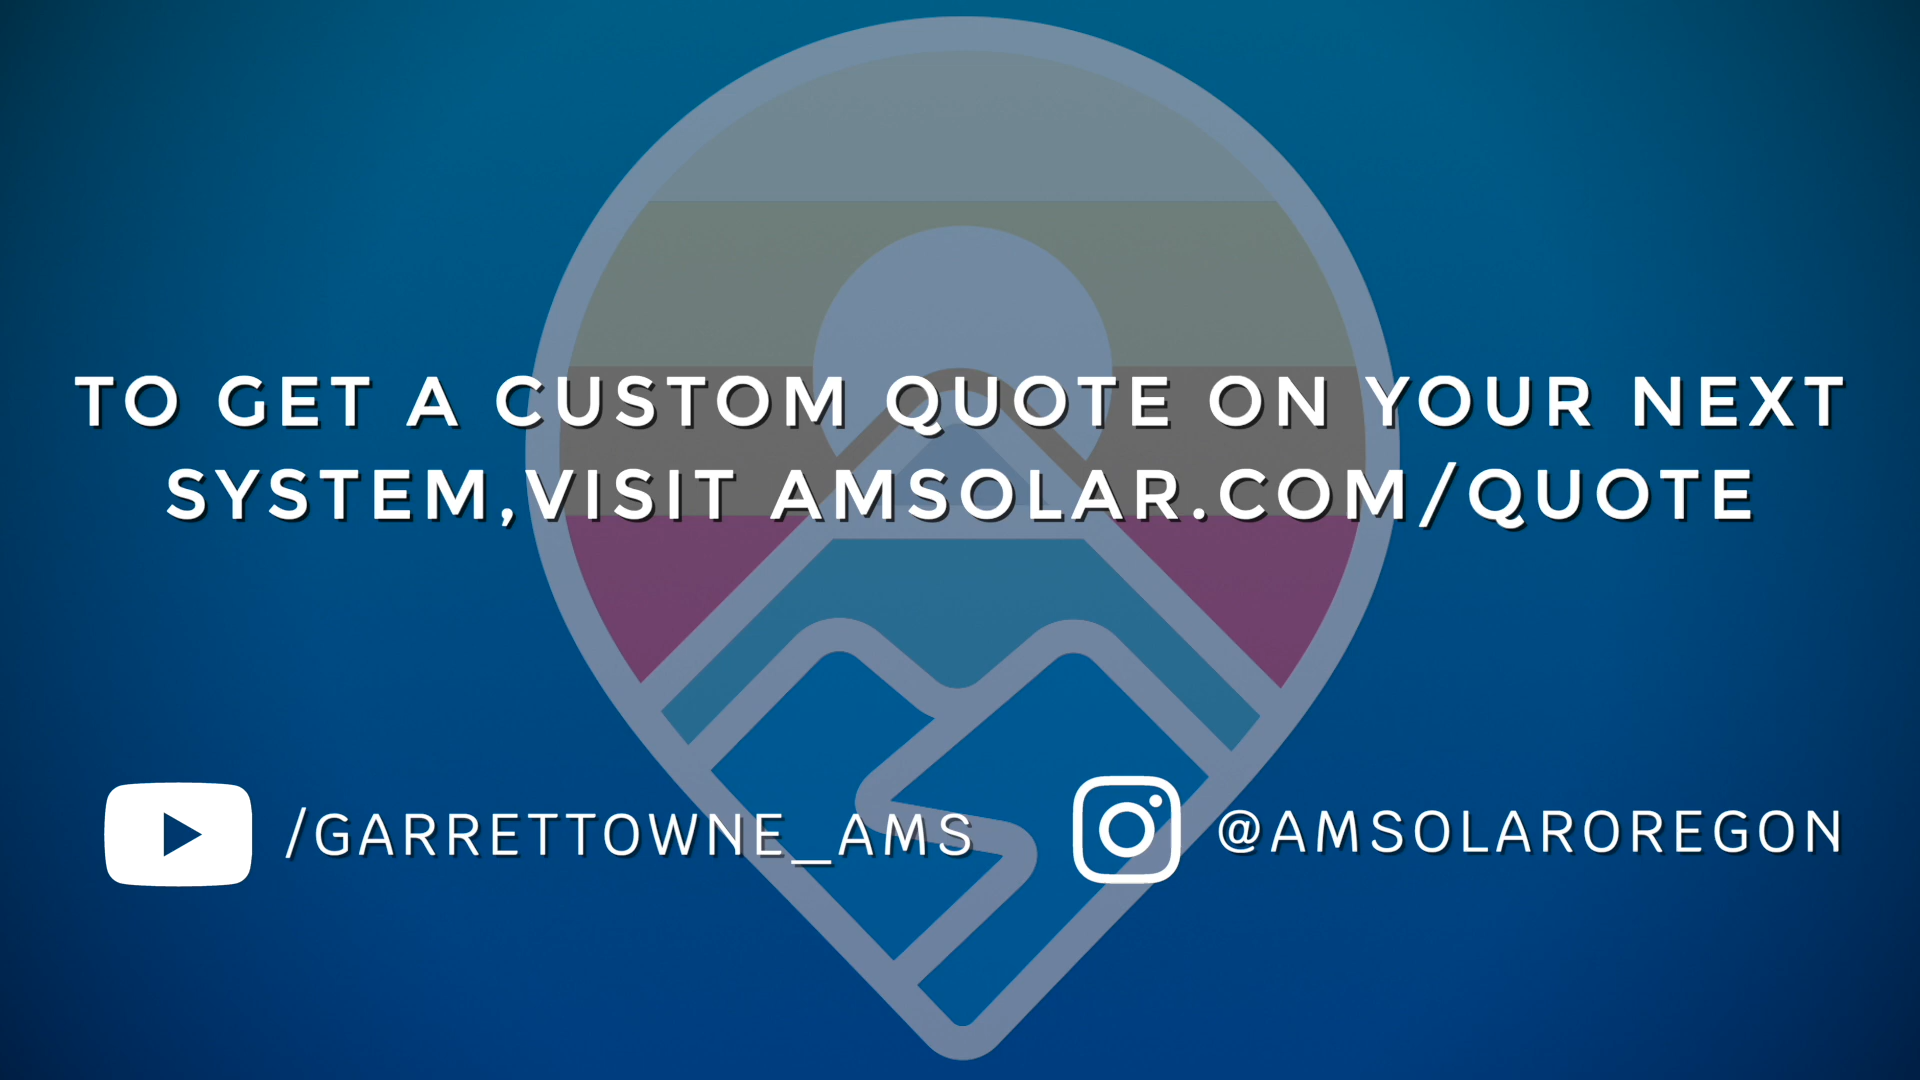 TO GET A CUSTOM QUOTE ON YOUR NEXT
SYSTEM,VISIT AMSOLAR.COM/QUOTE
/GARRETTOWNE_AMS
@AMSOLAROREGON